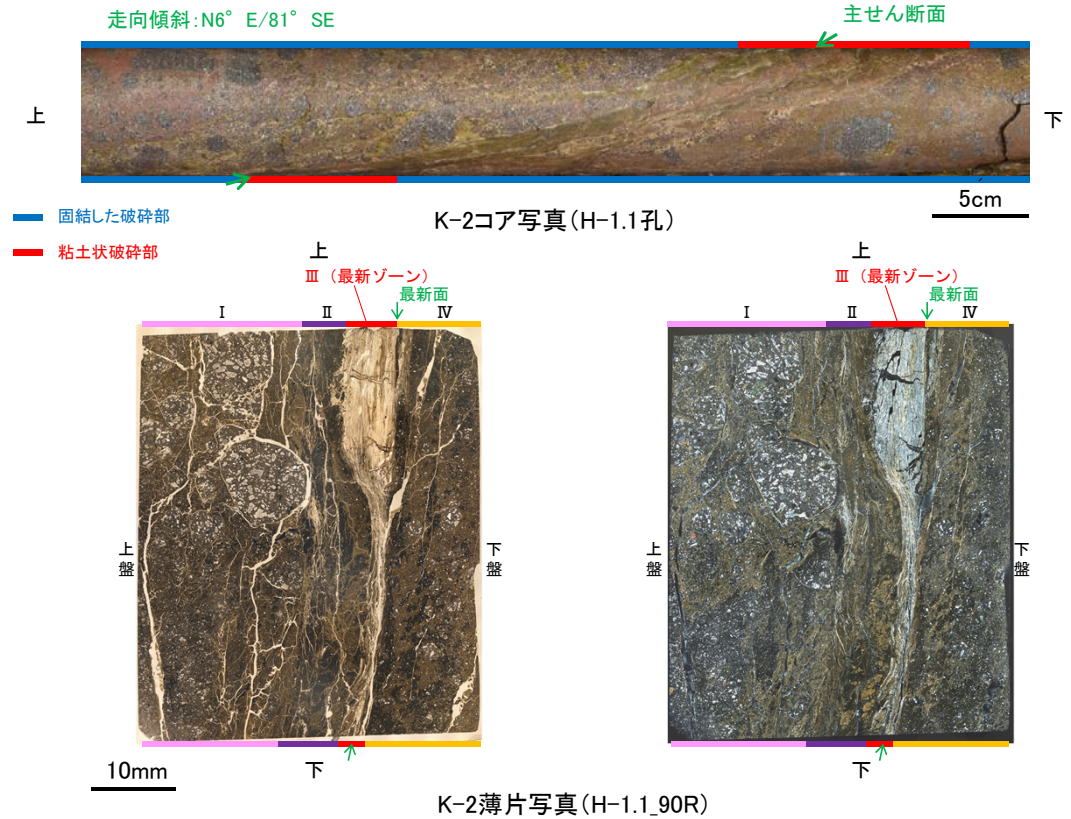 走向傾斜:N6°E/81°SE
主せん断面
上
下
5cm
固結した破砕部
粘土状破砕部
K-2コア写真(H-1.1孔)
上
上
Ⅲ(最新ゾーン)
Ⅲ(最新ゾーン)
最新面
最新面
Ⅰ Ⅱ Ⅳ
Ⅰ Ⅱ Ⅳ
上盤
下盤
上盤
下盤
下
下
10mm
K-2薄片写真(H-1.1_90R)